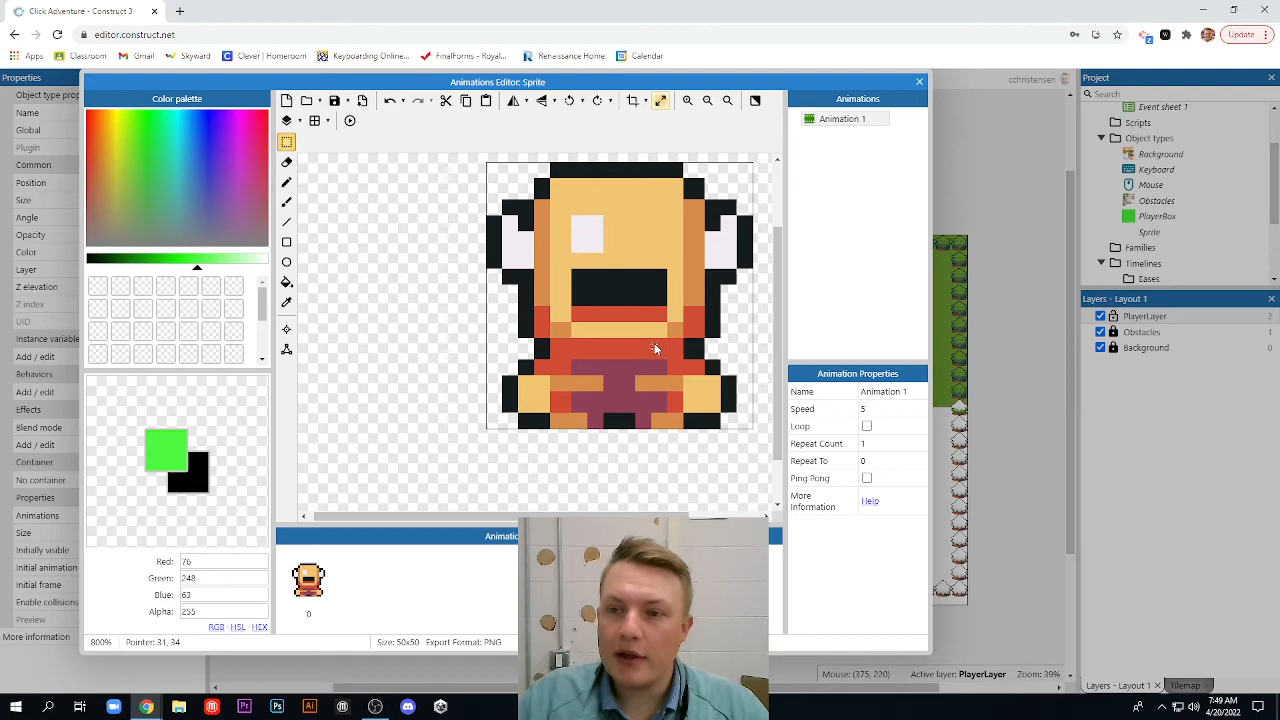 Click Adventure - Construct 3
editor.construct.net
Update
Apps
Classroom
Gmail
Skyward
Clever | Homeroom
Keyboarding Online...
FinalForms - Royal...
Renaissance Home
Calendar
Properties
Animations Editor: Sprite
cchristensen
Project
Search
Object type prop
Name
Global
Plugin
Common
Position
Size
Angle
Opacity
Color
Layer
Z elevation
Z index
UID
Instance variable
Add / edit
Behaviors
Add / edit
Effects
Blend mode
Add / edit
Container
No container
Properties
Animations
Size
Initially visible
Initial animation
Initial frame
Enable collisions
Preview
More information
Color palette
Red:
76
Green:
248
Blue:
63
Alpha:
255
RGB - HSL - HEX
800%
Pointer: 31, 34
Size: 50x50
Export Format: PNG
Animatio
0
Animations
Animation 1
Animation Properties
Name
Animation 1
Speed
5
Loop
Repeat Count
1
Repeat To
0
Ping Pong
More Information
Help
Event sheet 1
Scripts
Object types
Background
Keyboard
Mouse
Obstacles
PlayerBox
Sprite
Families
Timelines
Eases
Layers - Layout 1
PlayerLayer
2
Obstacles
1
Background
0
Mouse: (375, 220)
Active layer: PlayerLayer
Zoom: 39%
Layers - Layout 1
Tilemap
7:49 AM
4/20/2022